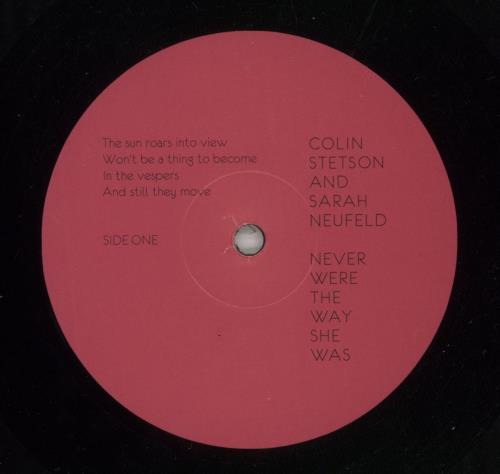 The sun roars into view
Won't be a thing to become
In the vespers
And still they move
SIDE ONE
COLIN
STETSON
AND
SARAH
NEUFELD
NEVER
WERE
THE
WAY
SHE
WAS